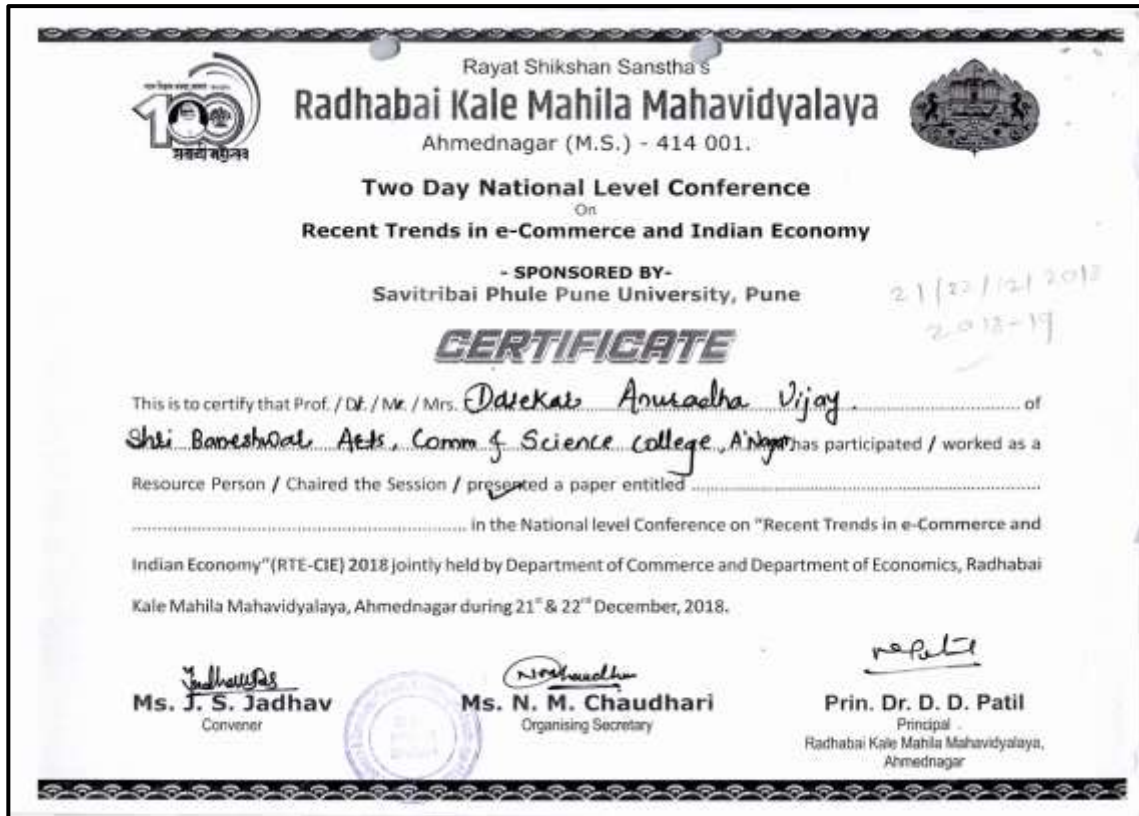 Rayat Shikshan Sanstha's
Radhabai Kale Mahila Mahavidyalaya
Ahmednagar (M.S.) - 414 001.
100
Two Day National Level Conference
On
Recent Trends in e-Commerce and Indian Economy
- SPONSORED BY-
Savitribai Phule Pune University, Pune
21/22/12/2018
2018-19
CERTIFICATE
This is to certify that Prof. / Dr. / Mr. / Mrs. Darekar Anuradha Vijay. of
Shri Baneshwar Arts, Comm & Science college, A'Nagar has participated / worked as a
Resource Person / Chaired the Session / presented a paper entitled
in the National level Conference on "Recent Trends in e-Commerce and
Indian Economy"(RTE-CIE) 2018 jointly held by Department of Commerce and Department of Economics, Radhabai
Kale Mahila Mahavidyalaya, Ahmednagar during 21st & 22nd December, 2018.
Ms. J. S. Jadhav
Convener
Ms. N. M. Chaudhari
Organising Secretary
Prin. Dr. D. D. Patil
Principal
Radhabai Kale Mahila Mahavidyalaya,
Ahmednagar